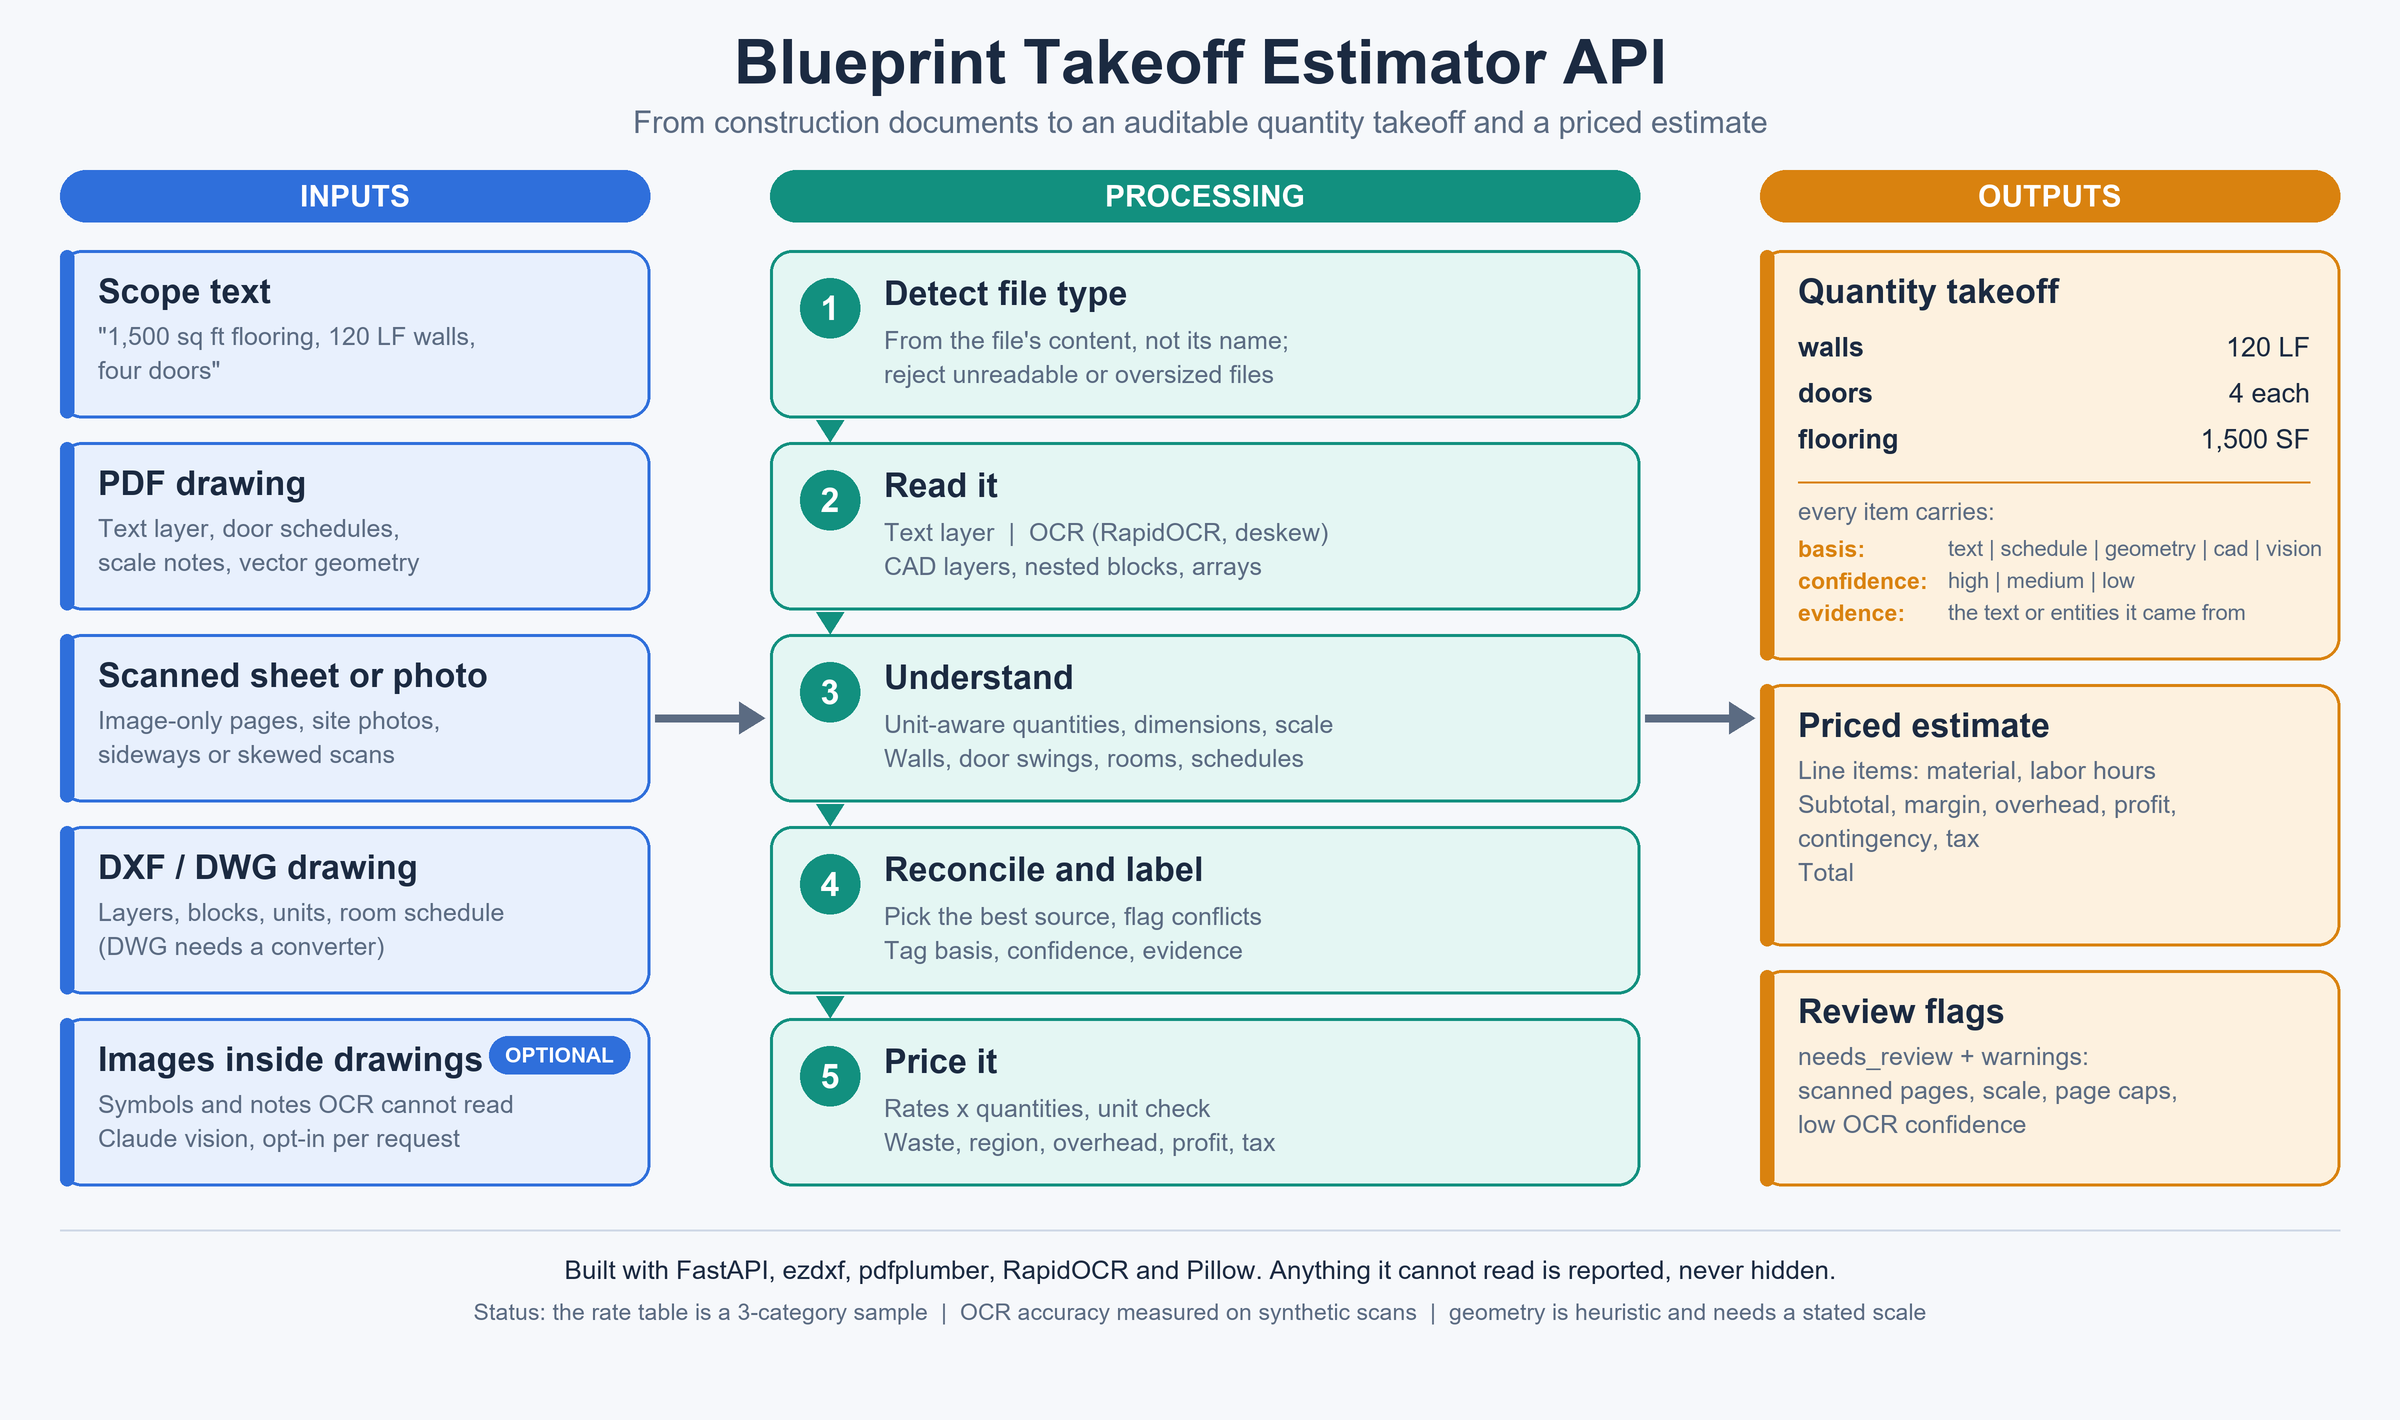 Blueprint Takeoff Estimator API
From construction documents to an auditable quantity takeoff and a priced estimate
INPUTS
Scope text
"1,500 sq ft flooring, 120 LF walls,
four doors"
PDF drawing
Text layer, door schedules,
scale notes, vector geometry
Scanned sheet or photo
Image-only pages, site photos,
sideways or skewed scans
DXF / DWG drawing
Layers, blocks, units, room schedule
(DWG needs a converter)
Images inside drawings OPTIONAL
Symbols and notes OCR cannot read
Claude vision, opt-in per request
PROCESSING
1 Detect file type
From the file's content, not its name;
reject unreadable or oversized files
2 Read it
Text layer | OCR (RapidOCR, deskew)
CAD layers, nested blocks, arrays
3 Understand
Unit-aware quantities, dimensions, scale
Walls, door swings, rooms, schedules
4 Reconcile and label
Pick the best source, flag conflicts
Tag basis, confidence, evidence
5 Price it
Rates x quantities, unit check
Waste, region, overhead, profit, tax
OUTPUTS
Quantity takeoff
walls 120 LF
doors 4 each
flooring 1,500 SF
every item carries:
basis: text | schedule | geometry | cad | vision
confidence: high | medium | low
evidence: the text or entities it came from
Priced estimate
Line items: material, labor hours
Subtotal, margin, overhead, profit,
contingency, tax
Total
Review flags
needs_review + warnings:
scanned pages, scale, page caps,
low OCR confidence
Built with FastAPI, ezdxf, pdfplumber, RapidOCR and Pillow. Anything it cannot read is reported, never hidden.
Status: the rate table is a 3-category sample | OCR accuracy measured on synthetic scans | geometry is heuristic and needs a stated scale